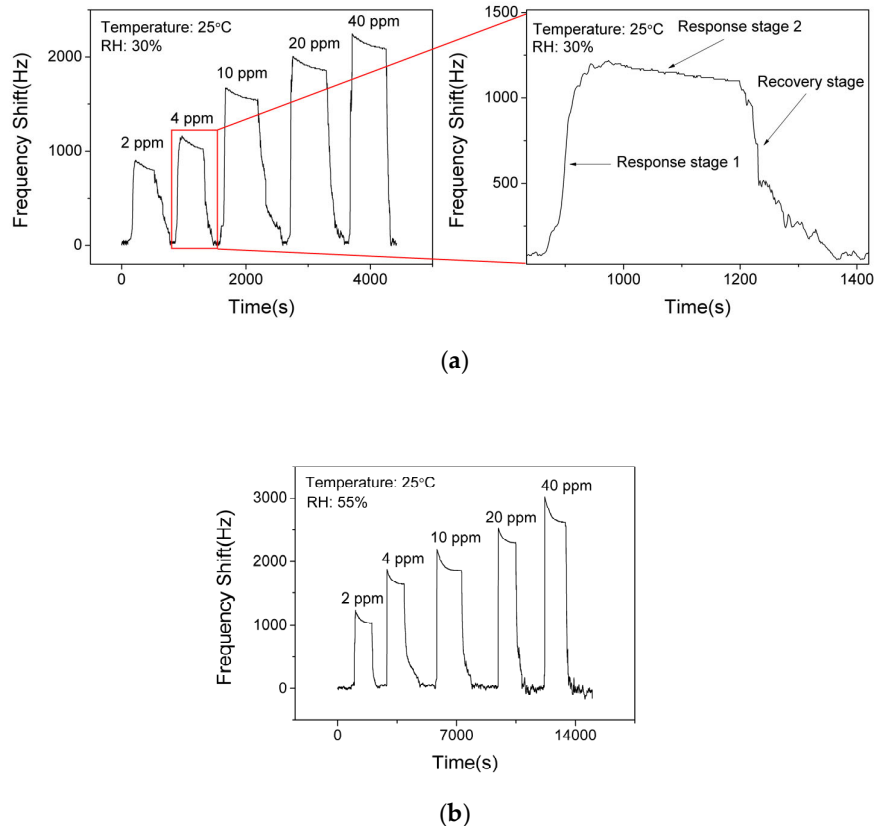 Temperature: 25°C
RH: 30%
2 ppm
4 ppm
10 ppm
20 ppm
40 ppm
Frequency Shift(Hz)
2000
1000
0
0
2000
4000
Time(s)
Temperature: 25°C
RH: 30%
Response stage 2
Recovery stage
Response stage 1
Frequency Shift(Hz)
1500
1000
500
1000
1200
1400
Time(s)
(a)
Temperature: 25°C
RH: 55%
2 ppm
4 ppm
10 ppm
20 ppm
40 ppm
Frequency Shift(Hz)
3000
2000
1000
0
0
7000
14000
Time(s)
(b)